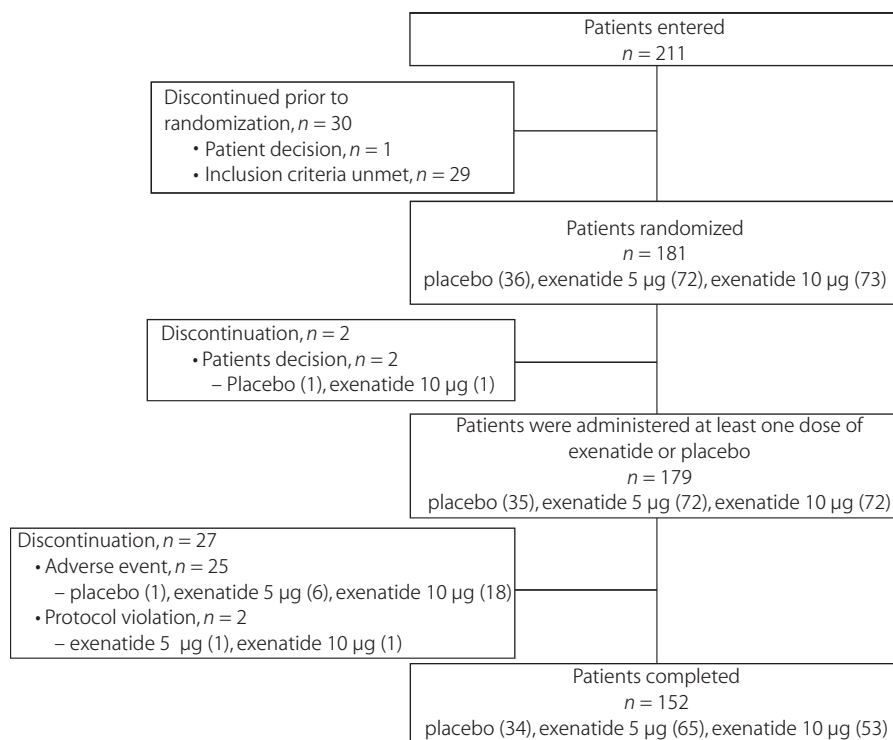 Patients entered
n = 211
Discontinued prior to
randomization, n = 30
• Patient decision, n = 1
• Inclusion criteria unmet, n = 29
Patients randomized
n = 181
placebo (36), exenatide 5 µg (72), exenatide 10 µg (73)
Discontinuation, n = 2
• Patients decision, n = 2
– Placebo (1), exenatide 10 µg (1)
Patients were administered at least one dose of
exenatide or placebo
n = 179
placebo (35), exenatide 5 µg (72), exenatide 10 µg (72)
Discontinuation, n = 27
• Adverse event, n = 25
– placebo (1), exenatide 5 µg (6), exenatide 10 µg (18)
• Protocol violation, n = 2
– exenatide 5 µg (1), exenatide 10 µg (1)
Patients completed
n = 152
placebo (34), exenatide 5 µg (65), exenatide 10 µg (53)